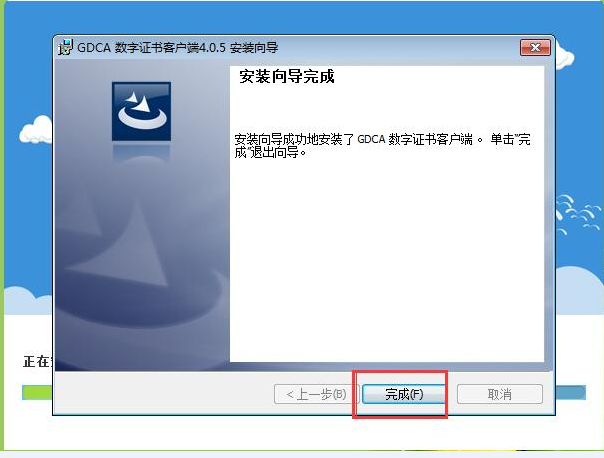 GDCA 数字证书客户端4.0.5 安装向导
安装向导完成
安装向导成功地安装了 GDCA 数字证书客户端 。 单击"完
成"退出向导。
正在
< 上一步(B)
完成(F)
取消